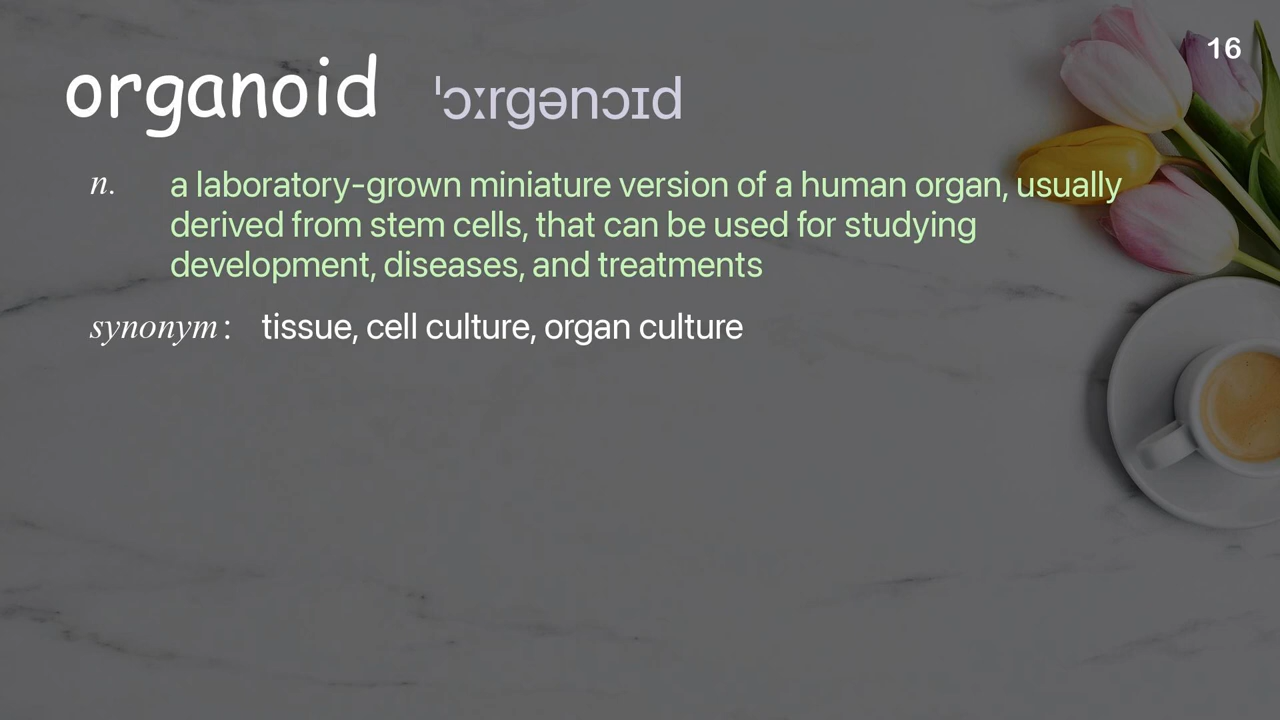 16
organoid ˈɔːrgənɔɪd
n. a laboratory-grown miniature version of a human organ, usually
derived from stem cells, that can be used for studying
development, diseases, and treatments
synonym: tissue, cell culture, organ culture